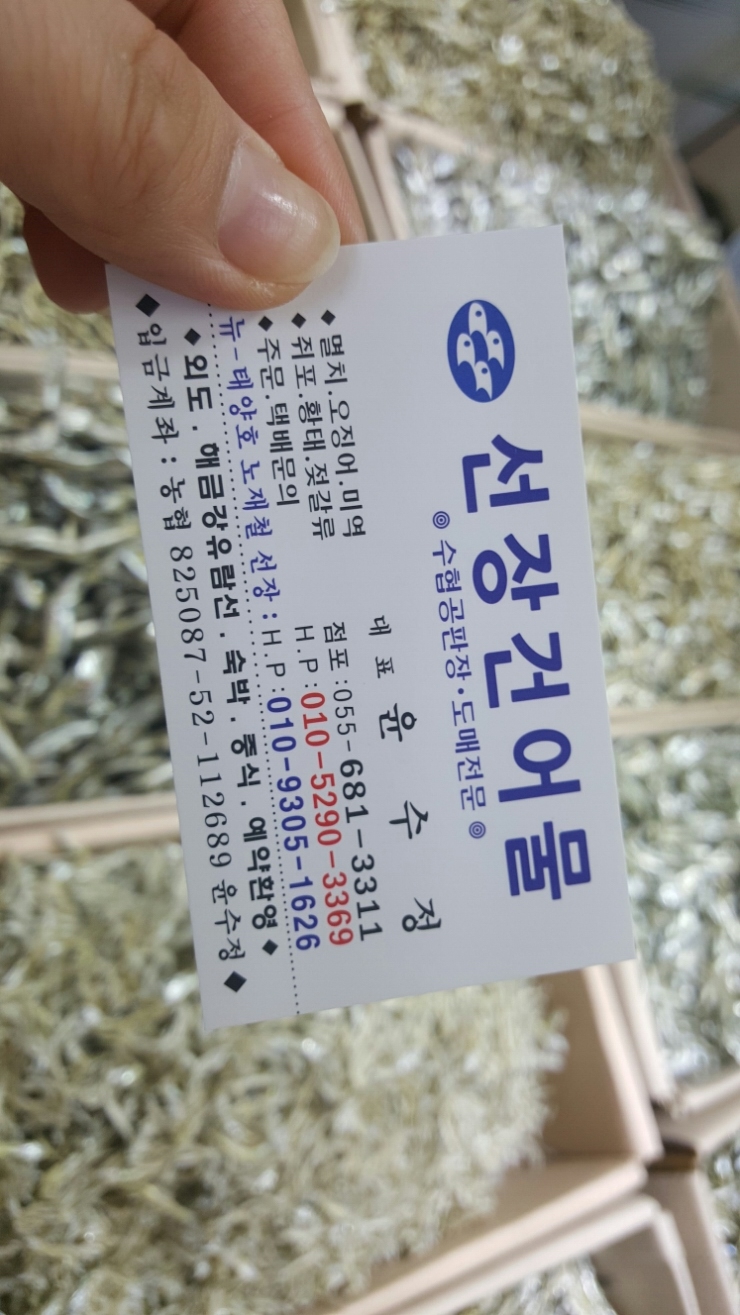 선장건어물
◎ 수협공판장·도매전문 ◎
대표 윤수정
◆ 멸치.오징어.미역
◆ 쥐포.황태 젓갈류
◆ 주문.택배문의
점포 :055-681-3311
H.P :010-5290-3369
뉴-태양호 노재철 선장 : H.P :010-9305-1626
◆ 외도 . 해금강유람선 . 숙박 . 중식 . 예약환영 ◆
◆ 입금계좌 : 농협 825087-52-112689 윤수정 ◆